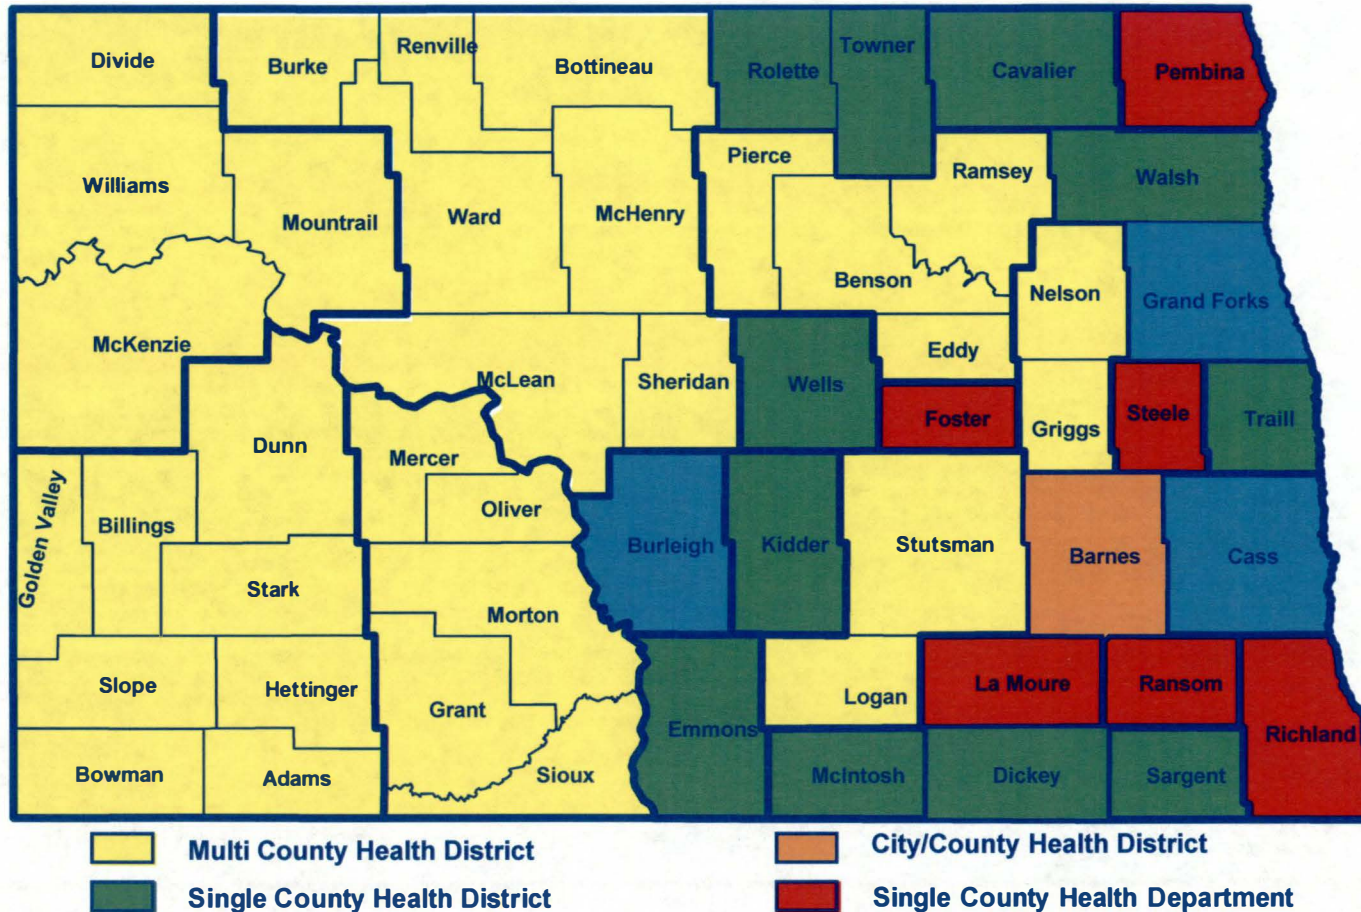 Divide
Burke
Renville
Bottineau
Rolette
Towner
Cavalier
Pembina
Williams
Mountrail
Ward
McHenry
Pierce
Ramsey
Walsh
Benson
Nelson
Grand Forks
McKenzie
McLean
Sheridan
Wells
Eddy
Foster
Griggs
Steele
Traill
Golden Valley
Billings
Dunn
Mercer
Oliver
Burleigh
Kidder
Stutsman
Barnes
Cass
Stark
Morton
Slope
Hettinger
Grant
Emmons
Logan
La Moure
Ransom
Richland
Bowman
Adams
Sioux
McIntosh
Dickey
Sargent
Multi County Health District
City/County Health District
Single County Health District
Single County Health Department